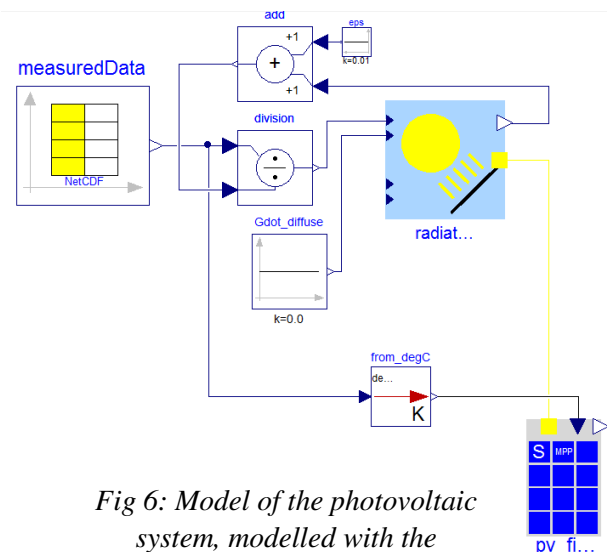 add
eps
+1
k=0.01
measuredData
+
+1
division
÷
NetCDF
Gdot_diffuse
radiat...
k=0.0
from_degC
de...
K
S MPP
Fig 6: Model of the photovoltaic
system, modelled with the
pv_fi...